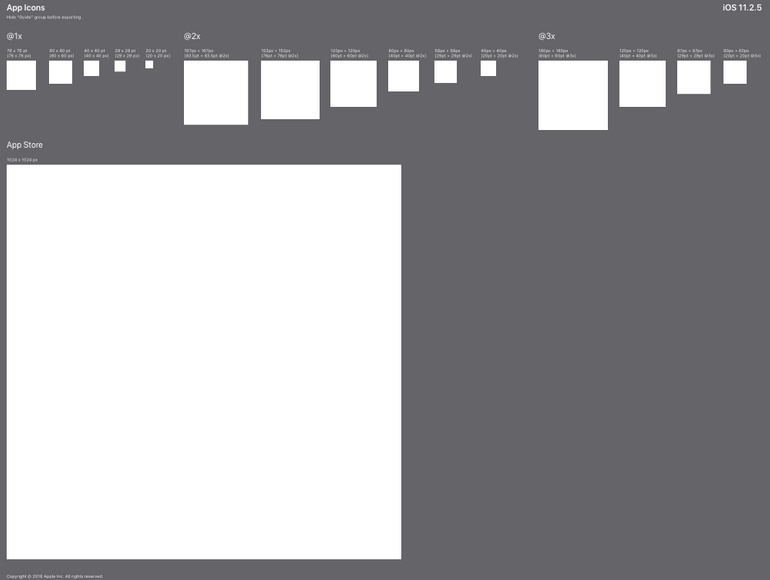 App Icons
iOS 11.2.5
Hide "Guide" group before exporting.
@1x
@2x
@3x
76 x 76 pt
(76 x 76 px)
60 x 60 pt
(60 x 60 px)
40 x 40 pt
(40 x 40 px)
29 x 29 pt
(29 x 29 px)
20 x 20 pt
(20 x 20 px)
167px × 167px
(83.5pt × 83.5pt @2x)
152px × 152px
(76pt × 76pt @2x)
120px × 120px
(60pt × 60pt @2x)
80px × 80px
(40pt × 40pt @2x)
58px × 58px
(29pt × 29pt @2x)
40px × 40px
(20pt × 20pt @2x)
180px × 180px
(60pt × 60pt @3x)
120px × 120px
(40pt × 40pt @3x)
87px × 87px
(29pt × 29pt @3x)
60px × 60px
(20pt × 20pt @3x)
App Store
1024 x 1024 px
Copyright © 2018 Apple Inc. All rights reserved.